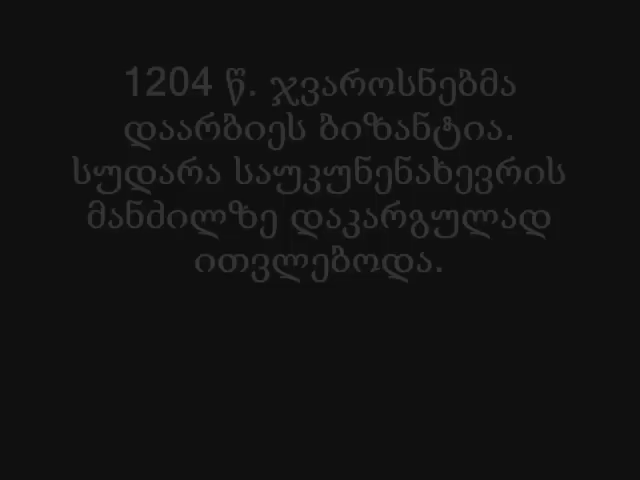 1204 წ. ჯვაროსნებმა
დაარბიეს ბიზანტია.
სუდარა საუკუნენახევრის
მანძილზე დაკარგულად
ითვლებოდა.